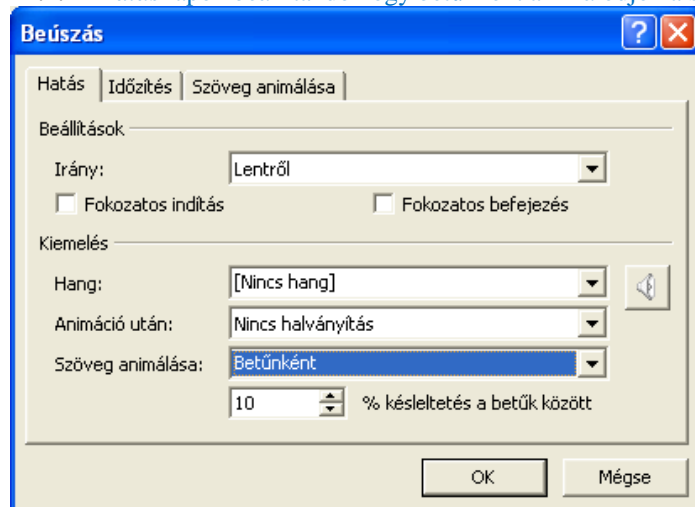 Beúszás
Hatás Időzítés Szöveg animálása
Beállítások
Irány: Lentről
Fokozatos indítás Fokozatos befejezés
Kiemelés
Hang: [Nincs hang]
Animáció után: Nincs halványítás
Szöveg animálása: Betűnként
10 % késleltetés a betűk között
OK Mégse